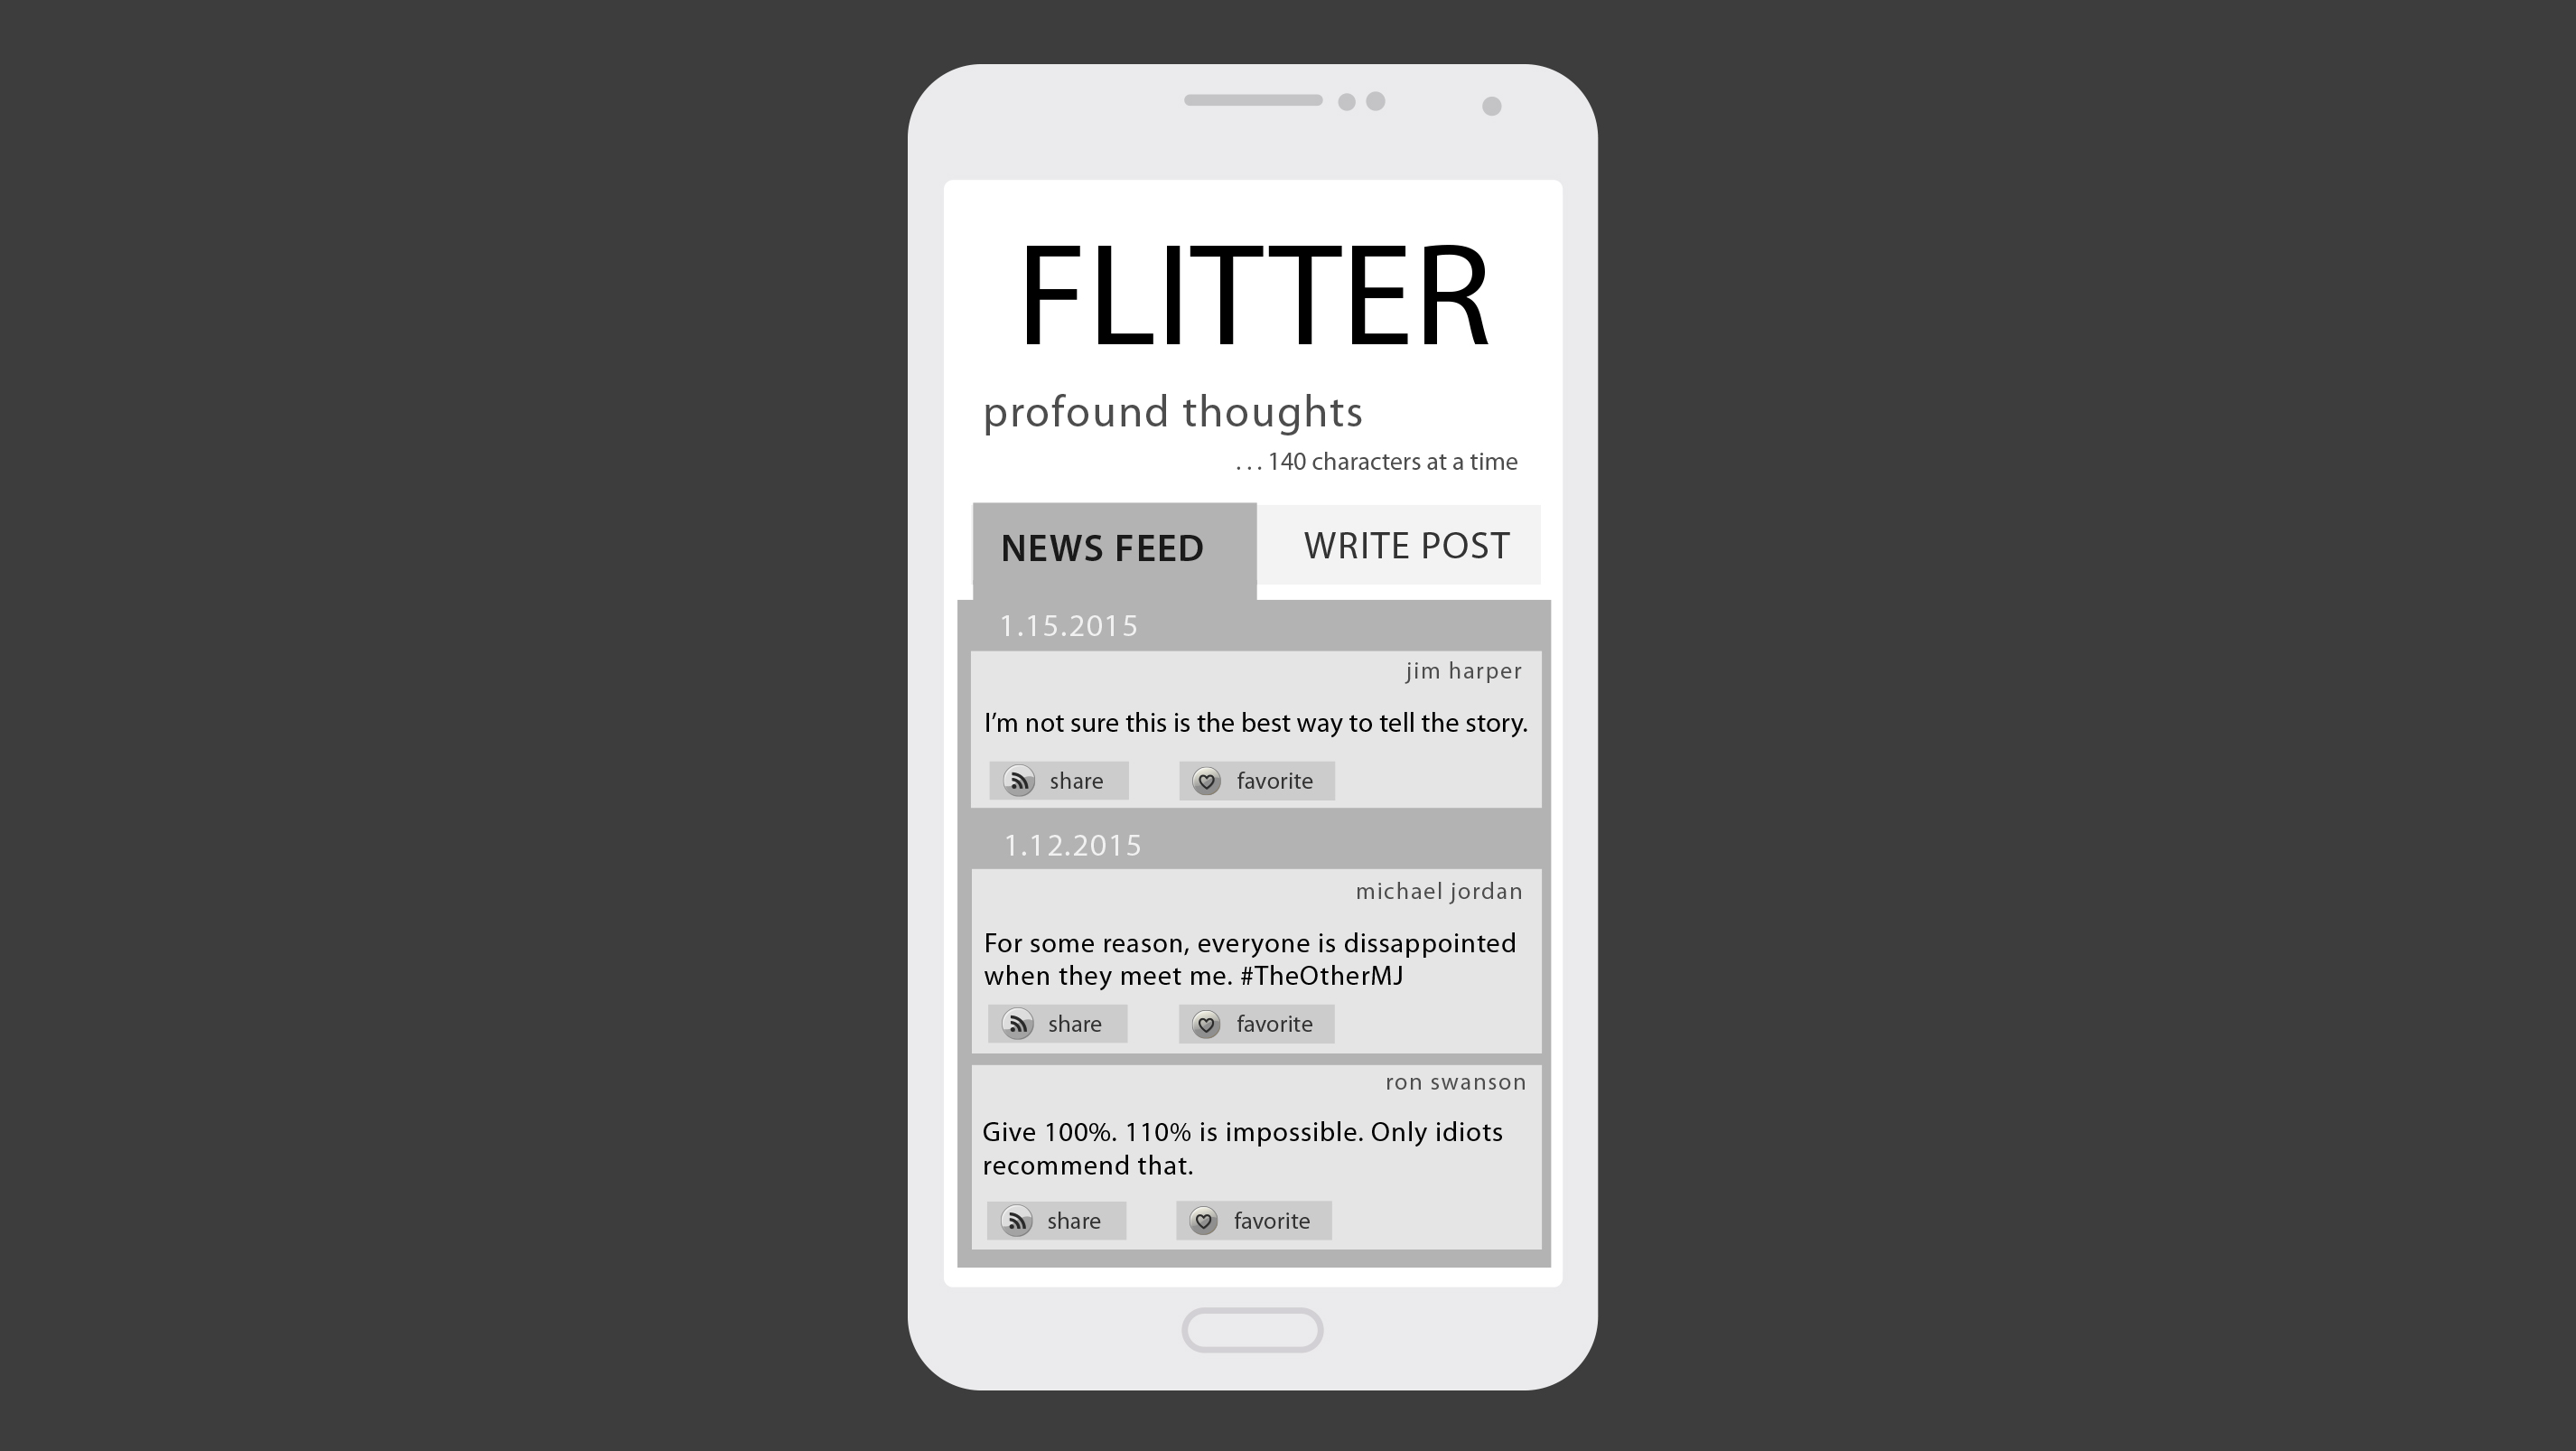 FLITTER
profound thoughts
. . . 140 characters at a time
NEWS FEED
WRITE POST
1.15.2015
jim harper
I’m not sure this is the best way to tell the story.
share
favorite
1.12.2015
michael jordan
For some reason, everyone is dissappointed
when they meet me. #TheOtherMJ
share
favorite
ron swanson
Give 100%. 110% is impossible. Only idiots
recommend that.
share
favorite